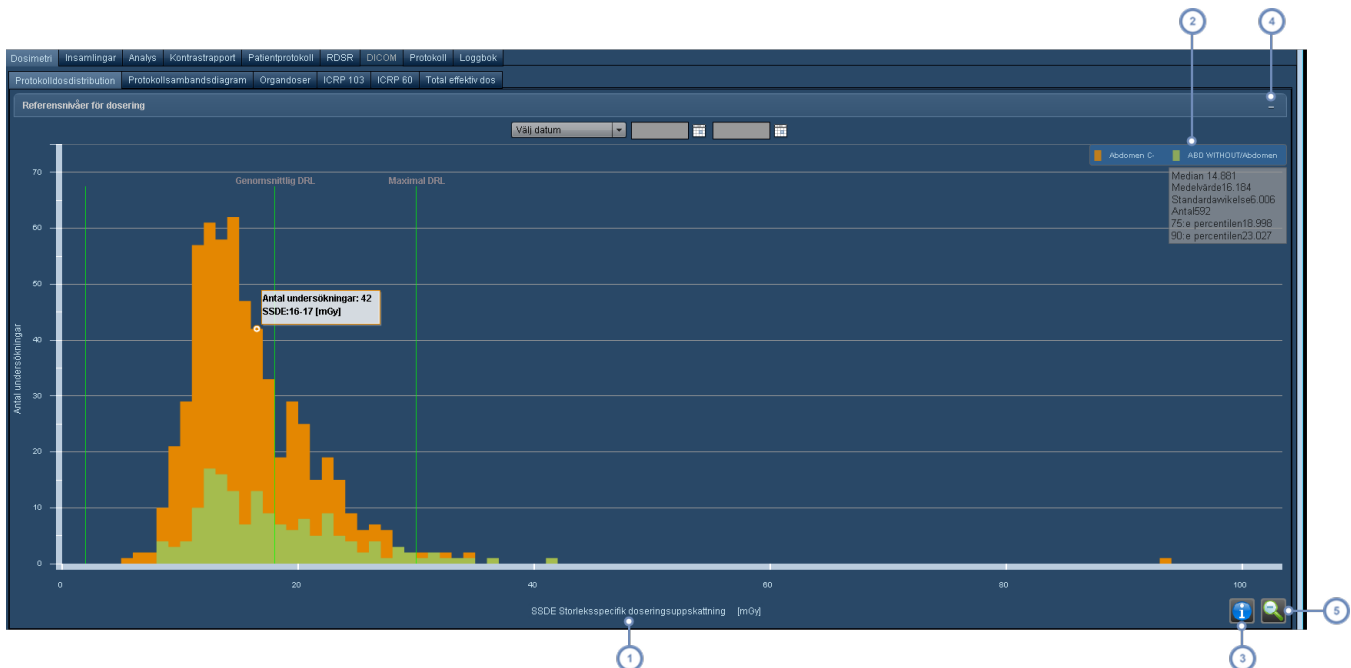 2 4
Dosimetri Insamlingar Analys Kontrastrapport Patientprotokoll RDSR DICOM Protokoll Loggbok
Protokolldosdistribution Protokollsambandsdiagram Organdoser ICRP 103 ICRP 60 Total effektiv dos
Referensnivåer för dosering
Välj datum
Abdomen C- ABD WITHOUT/Abdomen
Median 14.881
Medelvärde16.184
Standardavvikelse6.006
Antal592
75:e percentilen18.998
90:e percentilen23.027
Genomsnittlig DRL Maximal DRL
Antal undersökningar: 42
SSDE:16-17 [mGy]
Antal undersökningar
70
60
50
40
30
20
10
0
0 20 40 60 80 100
SSDE Storleksspecifik doseringsuppskattning [mGy]
5
1 3